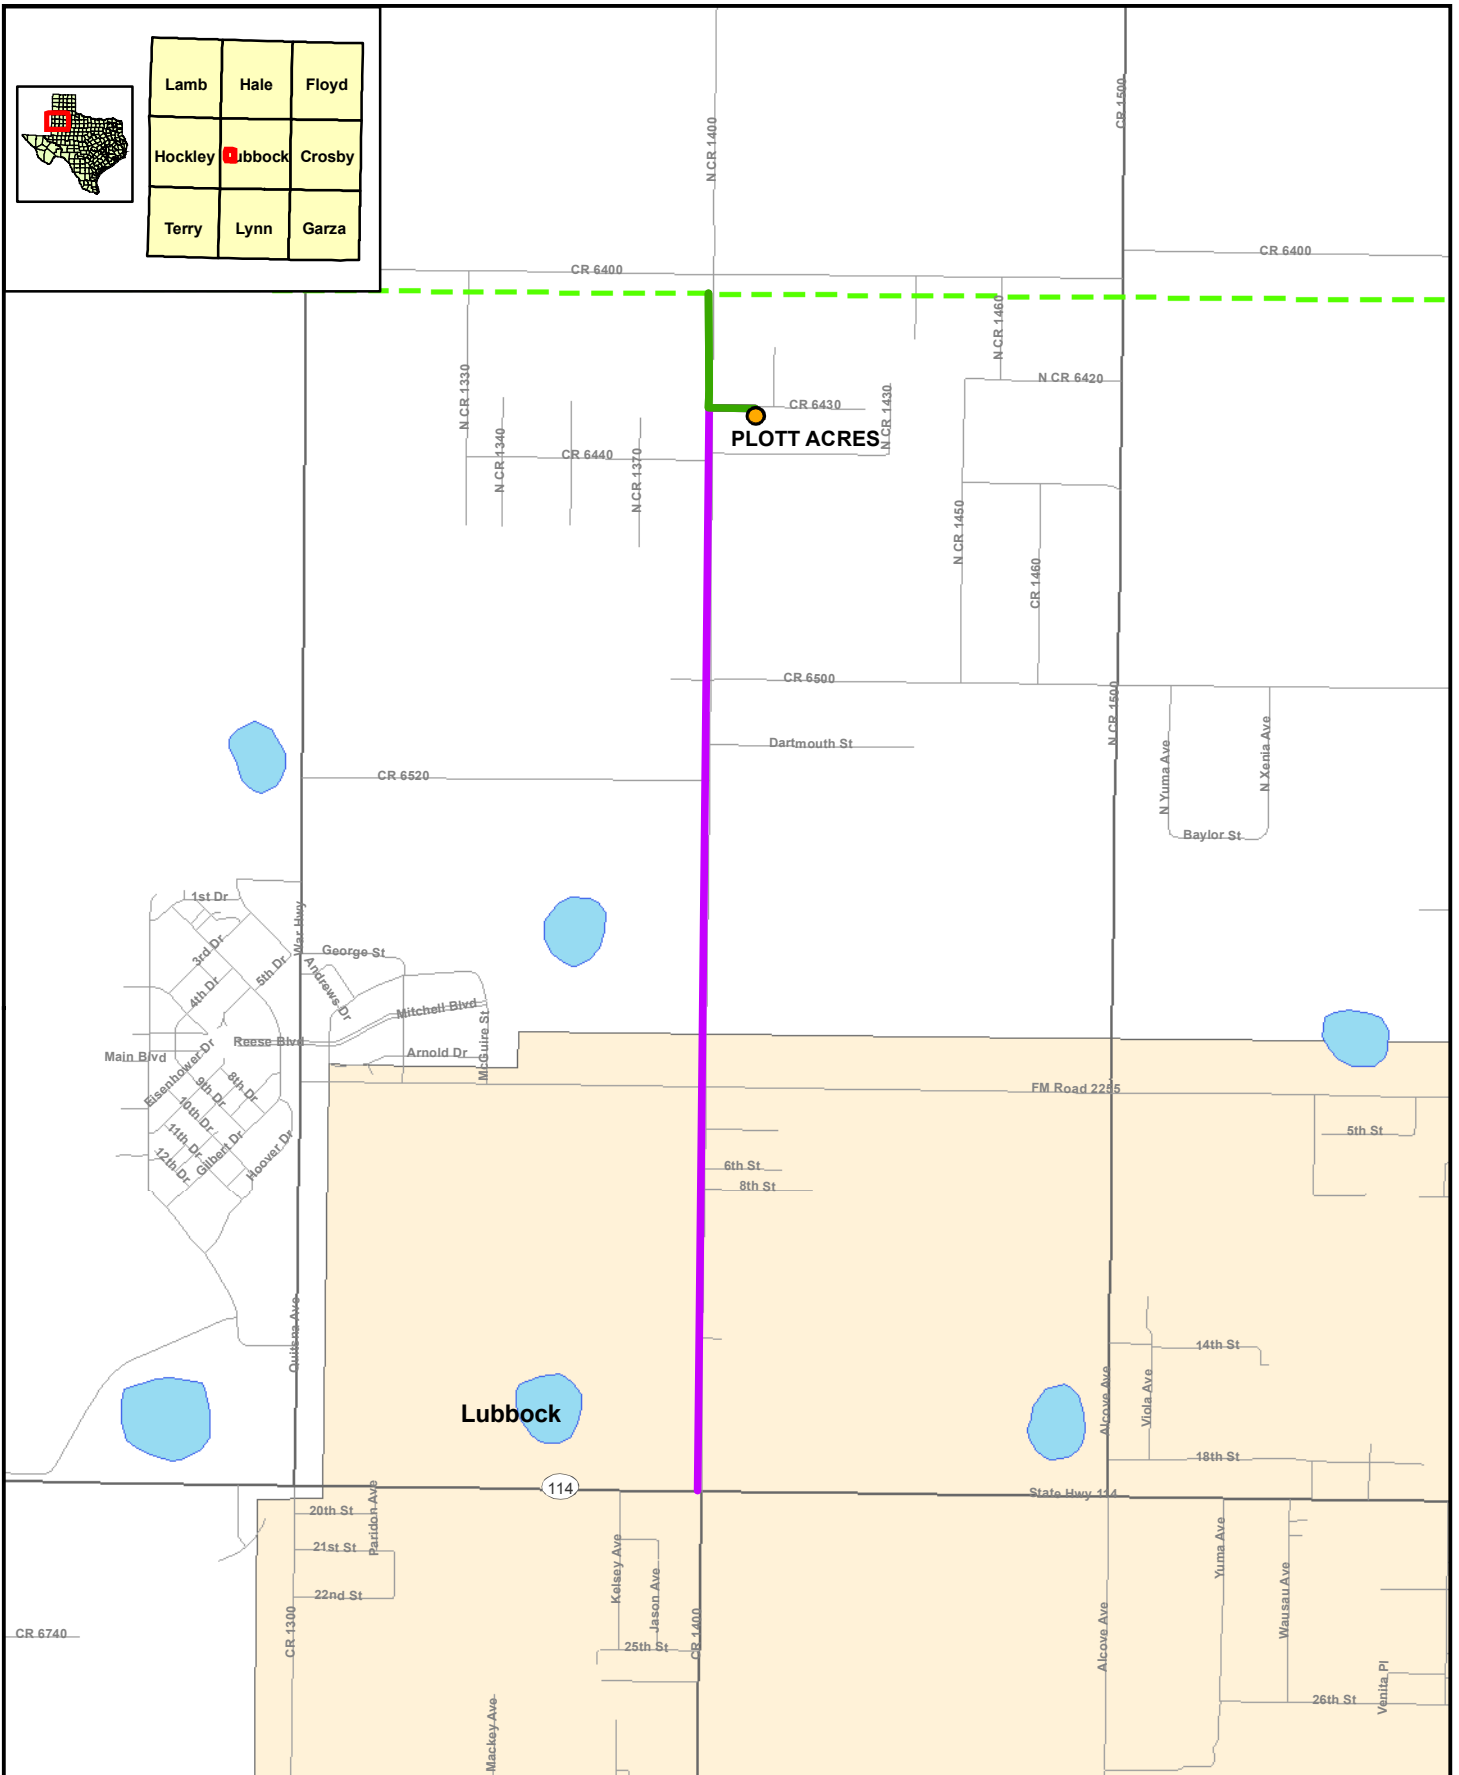 Lamb
Hale
Floyd
Hockley
ubbock
Crosby
Terry
Lynn
Garza
N CR 1400
CR 1500
CR 6400
CR 6400
N CR 1460
N CR 1330
N CR 6420
CR 6430
N CR 1430
PLOTT ACRES
N CR 1340
CR 6440
N CR 1370
N CR 1450
CR 1460
CR 6500
N CR 1500
Dartmouth St
N Yuma Ave
N Xenia Ave
CR 6520
Baylor St
1st Dr
War Hwy
3rd Dr
George St
5th Dr
Andrews Dr
4th Dr
Mitchell Blvd
Reese Blvd
McGuire St
Main Blvd
Arnold Dr
Eisenhower Dr
9th Dr
8th Dr
FM Road 2255
10th Dr
11th Dr
Gilbert Dr
Hoover Dr
12th Dr
5th St
6th St
8th St
Quitsna Ave
14th St
Alcove Ave
Viola Ave
Lubbock
18th St
114
State Hwy 114
20th St
Paridon Ave
21st St
22nd St
Kelsey Ave
Jason Ave
Yuma Ave
Wausau Ave
CR 1300
CR 1400
CR 6740
25th St
Alcove Ave
Venita Pl
26th St
Mackey Ave